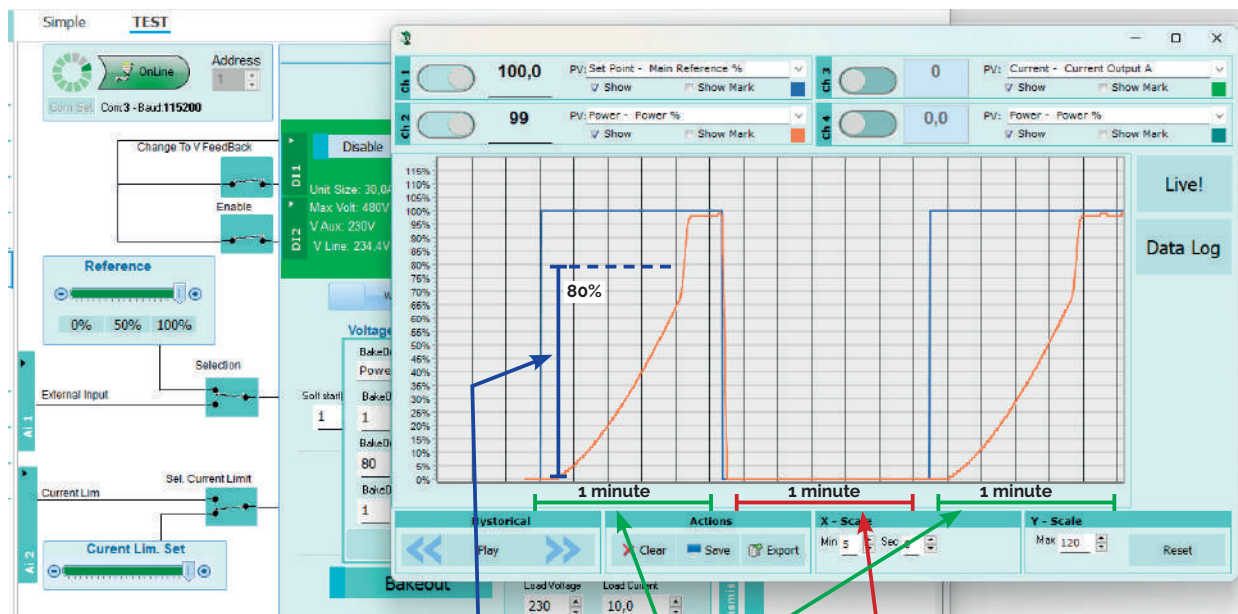 Simple TEST
OnLine
Address
1
Com Set Com:3 - Baud:115200
Change To V FeedBack
Enable
DI1
DI2
Disable
Unit Size: 30,0A
Max Volt: 480V
V Aux: 230V
V Line: 234,4V
Reference
0% 50% 100%
Selection
External Input
Ai 1
Soft start
1
Sel. Current Limit
Current Lim
Ai 2
Curent Lim. Set
Voltage
Power
1
80
1
Bakeout
Load Voltage Load Current
230 10,0
Ch 1
100,0
PV: Set Point - Main Reference %
Show Show Mark
Ch 2
99
PV: Power - Power %
Show Show Mark
Ch 3
0
PV: Current - Current Output A
Show Show Mark
Ch 4
0,0
PV: Power - Power %
Show Show Mark
115%
110%
105%
100%
95%
90%
85%
80%
75%
70%
65%
60%
55%
50%
45%
40%
35%
30%
25%
20%
15%
10%
5%
0%
80%
1 minute 1 minute 1 minute
Live!
Data Log
Hystorical
Play
Actions
Clear Save Export
X - Scale
Min 5 Sec
Y - Scale
Max 120
Reset